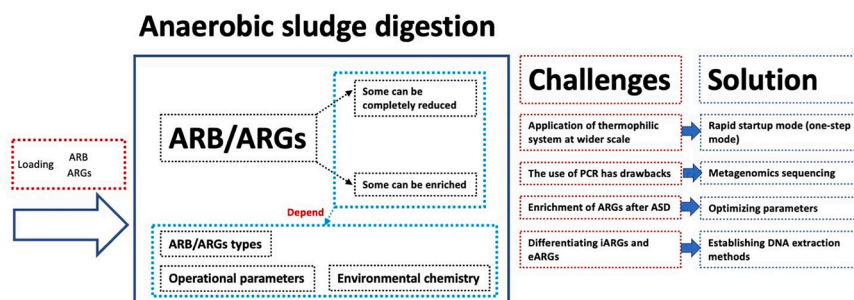 Anaerobic sludge digestion
Loading
ARB
ARGs
ARB/ARGs
Some can be
completely reduced
Some can be enriched
Depend
ARB/ARGs types
Operational parameters
Environmental chemistry
Challenges
Solution
Application of thermophilic
system at wider scale
Rapid startup mode (one-step
mode)
The use of PCR has drawbacks
Metagenomics sequencing
Enrichment of ARGs after ASD
Optimizing parameters
Differentiating iARGs and
eARGs
Establishing DNA extraction
methods